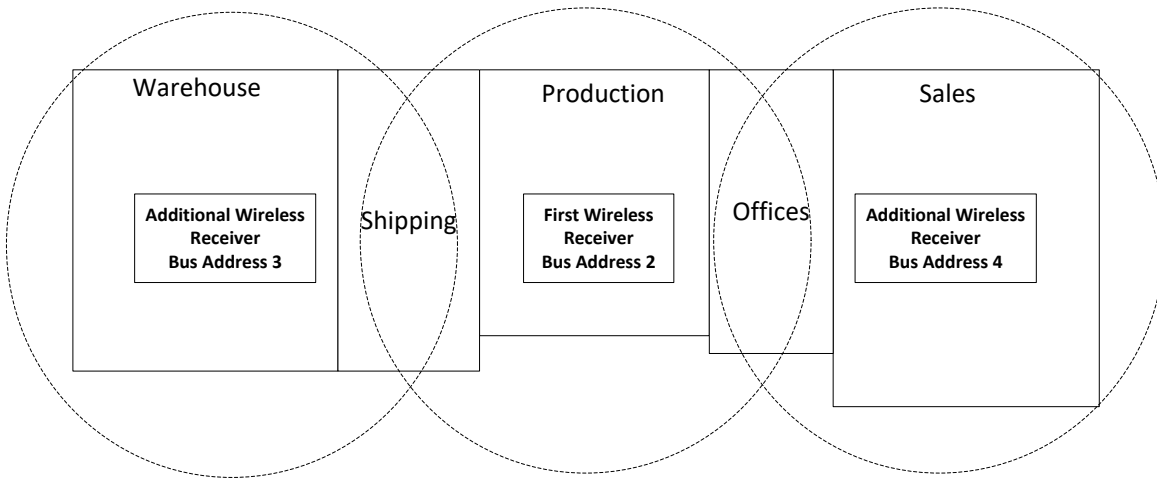 Warehouse
Production
Sales
Additional Wireless
Receiver
Bus Address 3
Shipping
First Wireless
Receiver
Bus Address 2
Offices
Additional Wireless
Receiver
Bus Address 4